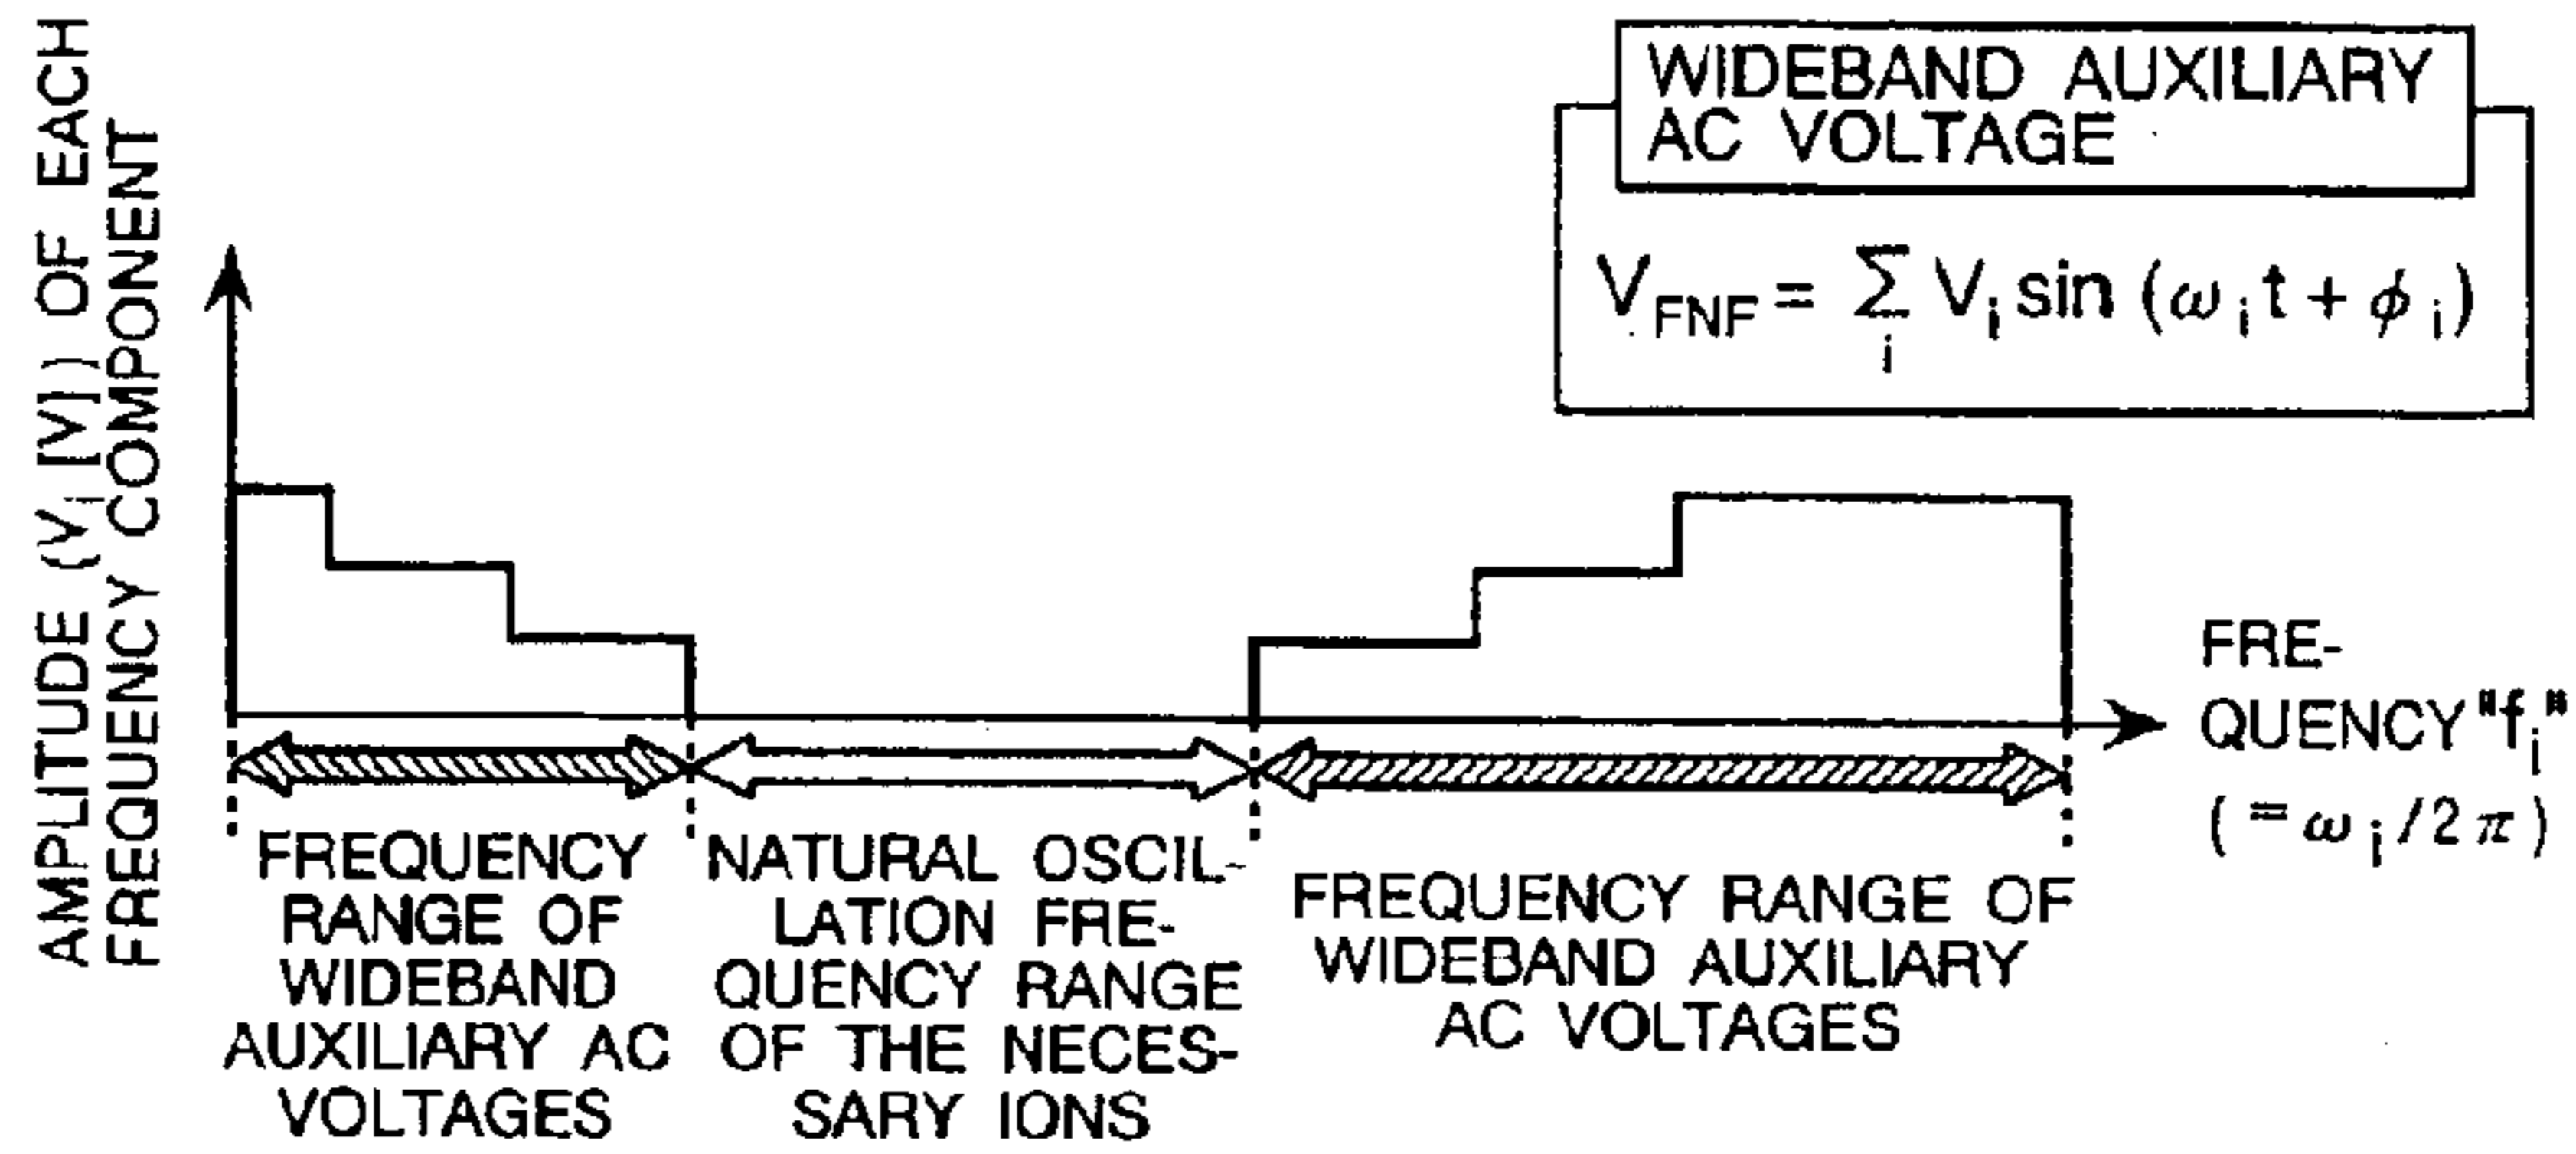 AMPLITUDE (Vi [V]) OF EACH
FREQUENCY COMPONENT
WIDEBAND AUXILIARY
AC VOLTAGE
V_FNF = Σ_i V_i sin (ω_i t + φ_i)
FRE-
QUENCY "f_i"
(=ω_i/2π)
FREQUENCY
RANGE OF
WIDEBAND
AUXILIARY AC
VOLTAGES
NATURAL OSCIL-
LATION FRE-
QUENCY RANGE
OF THE NECES-
SARY IONS
FREQUENCY RANGE OF
WIDEBAND AUXILIARY
AC VOLTAGES